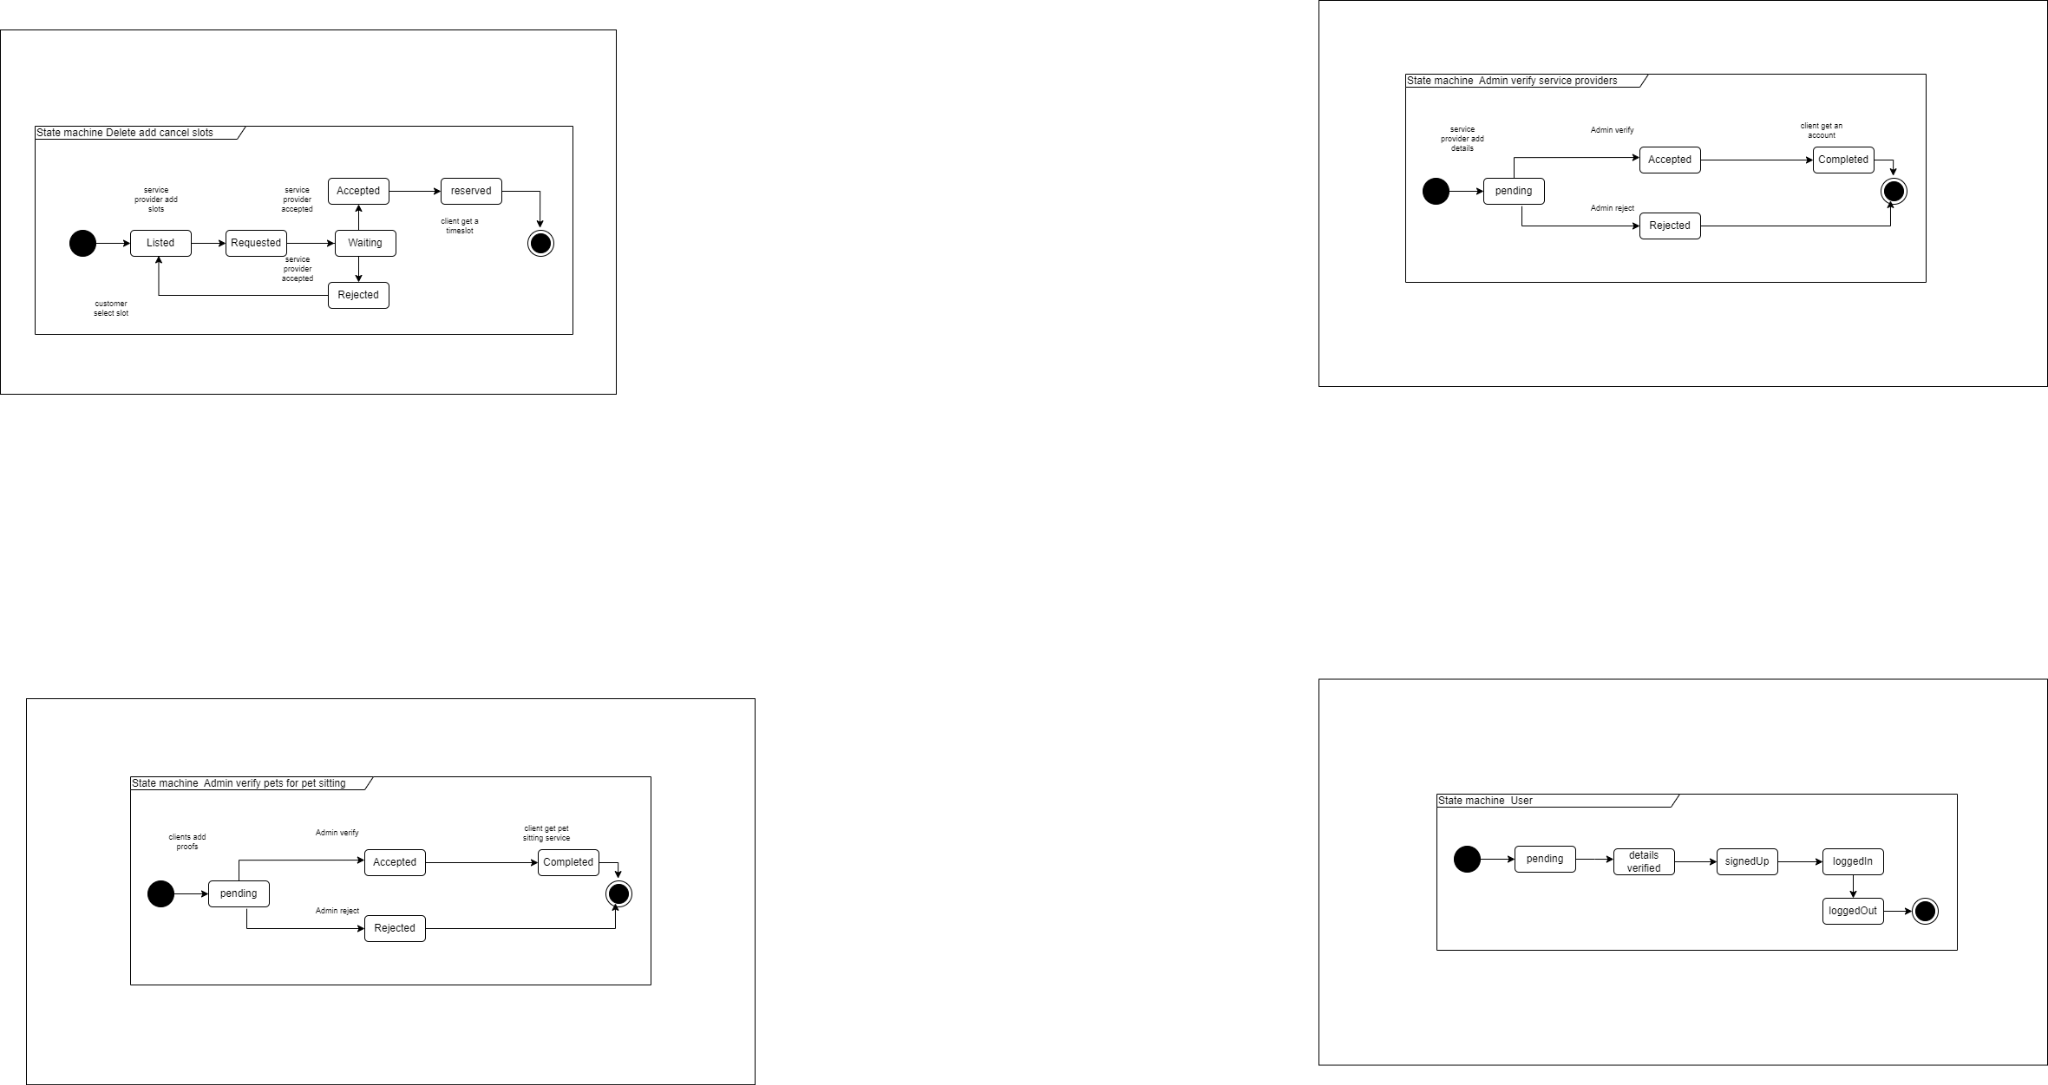 State machine Delete add cancel slots
service
provider add
slots
service
provider
accepted
Accepted
reserved
client get a
timeslot
Listed
Requested
Waiting
service
provider
accepted
Rejected
customer
select slot
State machine  Admin verify service providers
service
provider add
details
Admin verify
client get an
account
Accepted
Completed
pending
Admin reject
Rejected
State machine  Admin verify pets for pet sitting
clients add
proofs
Admin verify
client get pet
sitting service
Accepted
Completed
pending
Admin reject
Rejected
State machine  User
pending
details
verified
signedUp
loggedIn
loggedOut